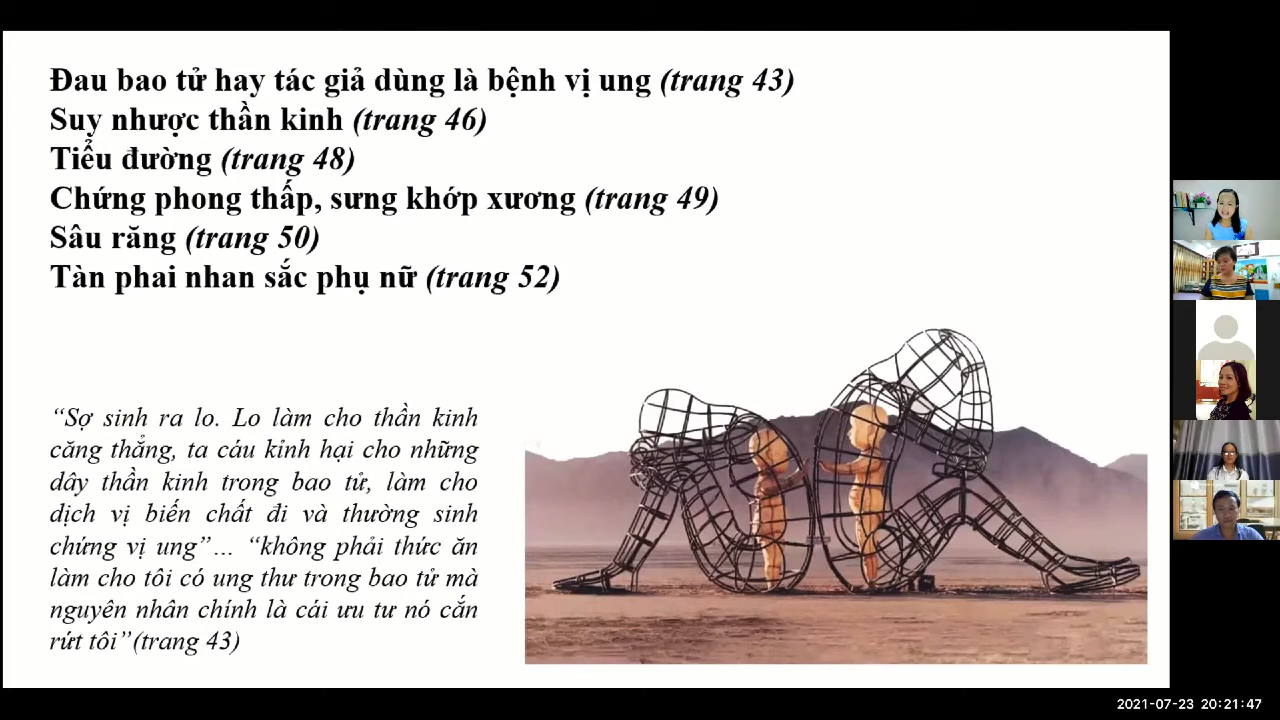 Đau bao tử hay tác giả dùng là bệnh vị ung (trang 43)
Suy nhược thần kinh (trang 46)
Tiểu đường (trang 48)
Chứng phong thấp, sưng khớp xương (trang 49)
Sâu răng (trang 50)
Tàn phai nhan sắc phụ nữ (trang 52)
“Sợ sinh ra lo. Lo làm cho thần kinh
căng thẳng, ta cáu kỉnh hại cho những
dây thần kinh trong bao tử, làm cho
dịch vị biến chất đi và thường sinh
chứng vị ung”... “không phải thức ăn
làm cho tôi có ung thư trong bao tử mà
nguyên nhân chính là cái ưu tư nó cắn
rứt tôi”(trang 43)
2021-07-23 20:21:47